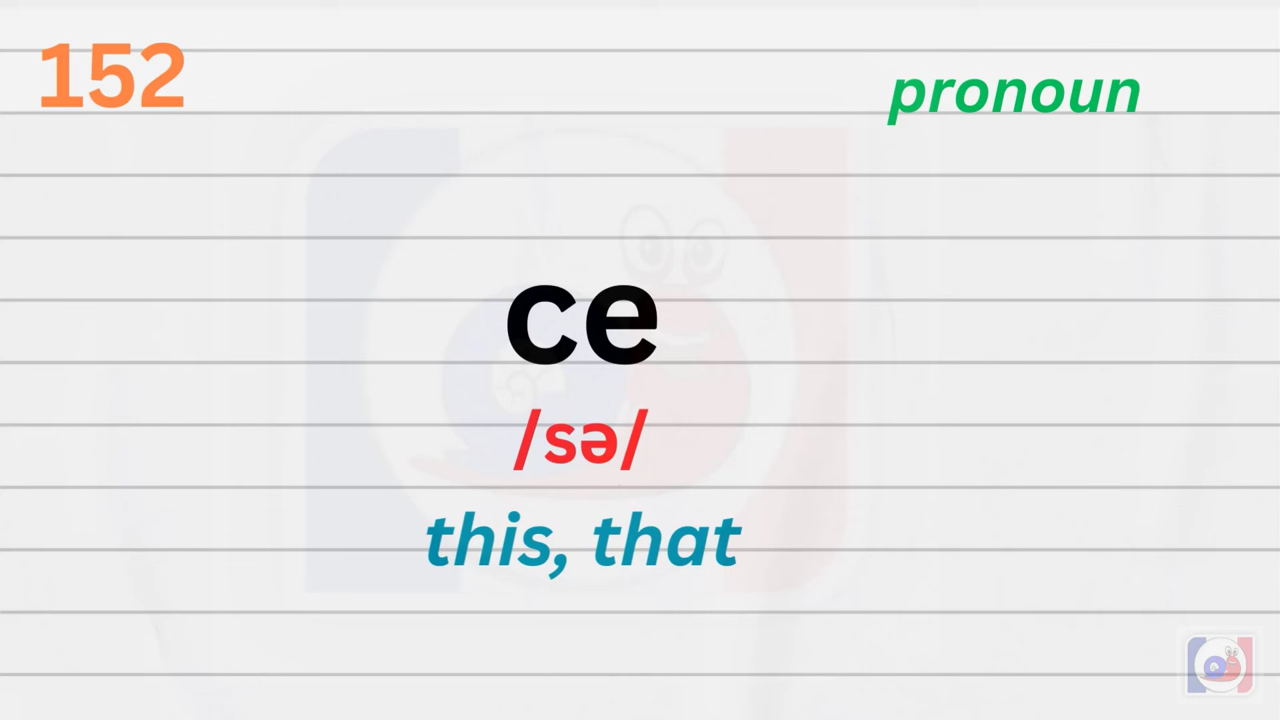 152
pronoun
ce
/sə/
this, that